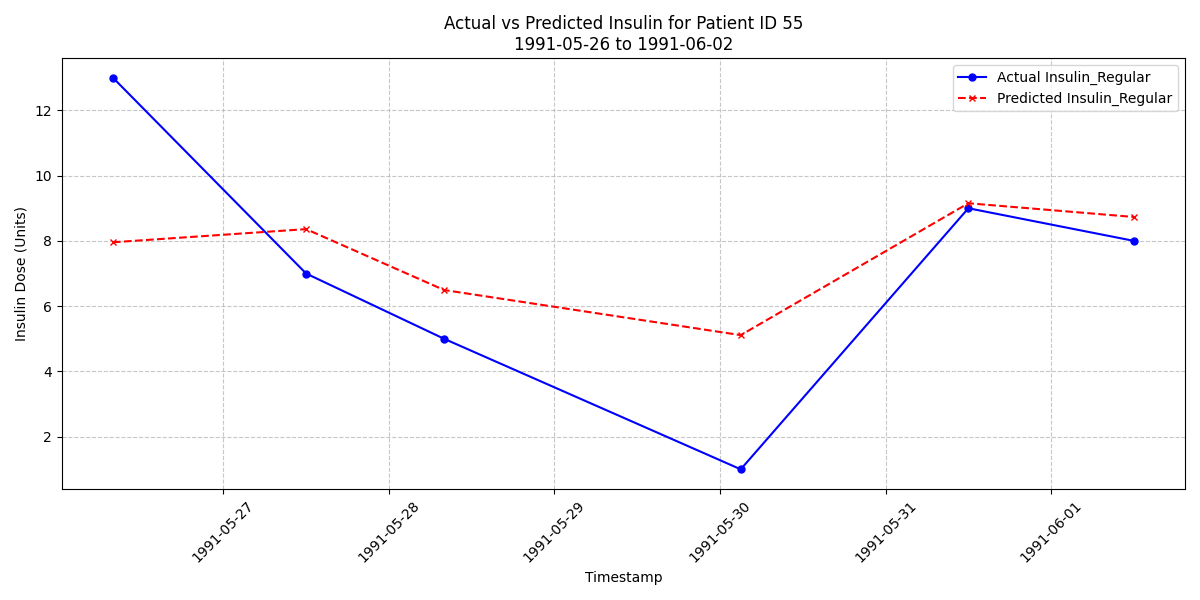 Actual vs Predicted Insulin for Patient ID 55
1991-05-26 to 1991-06-02
Actual Insulin_Regular
Predicted Insulin_Regular
Insulin Dose (Units)
12
10
8
6
4
2
1991-05-27
1991-05-28
1991-05-29
1991-05-30
1991-05-31
1991-06-01
Timestamp